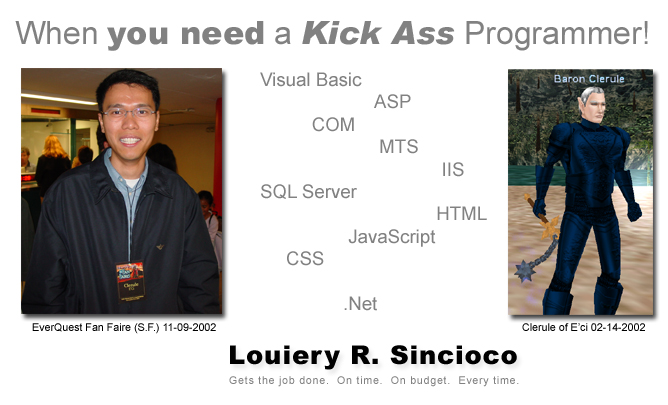 When you need a Kick Ass Programmer!
Visual Basic
ASP
COM
MTS
IIS
SQL Server
HTML
JavaScript
CSS
.Net
Baron Clerule
Clerule
EverQuest Fan Faire (S.F.) 11-09-2002
Clerule of E'ci 02-14-2002
Louiery R. Sincioco
Gets the job done. On time. On budget. Every time.